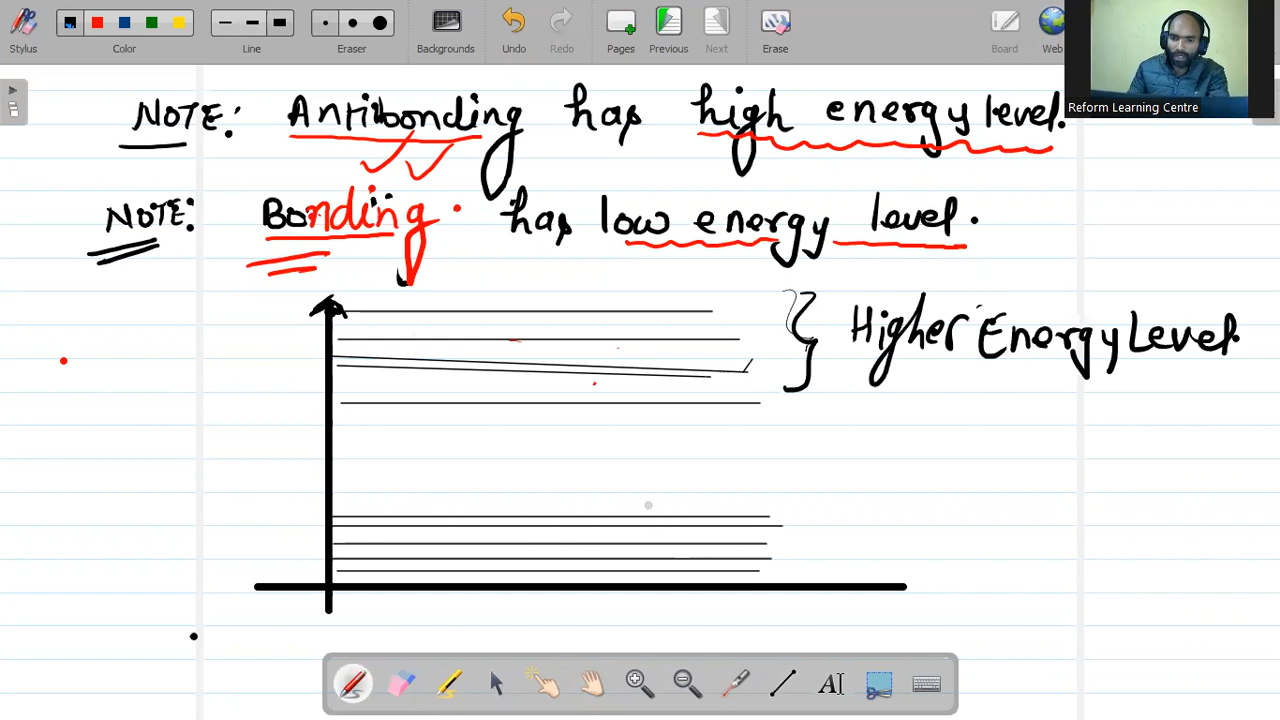 Stylus
Color
Line
Eraser
Backgrounds
Undo
Redo
Pages
Previous
Next
Erase
Board
Web
Reform Learning Centre
NOTE: Antibonding has high energy level.
NOTE: Bonding. has low energy level.
Higher Energy Level.
AI